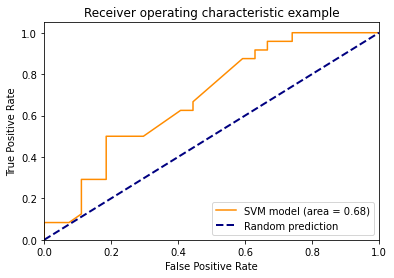 Receiver operating characteristic example
True Positive Rate
1.0
0.8
0.6
0.4
0.2
0.0
SVM model (area = 0.68)
Random prediction
0.0 0.2 0.4 0.6 0.8 1.0
False Positive Rate